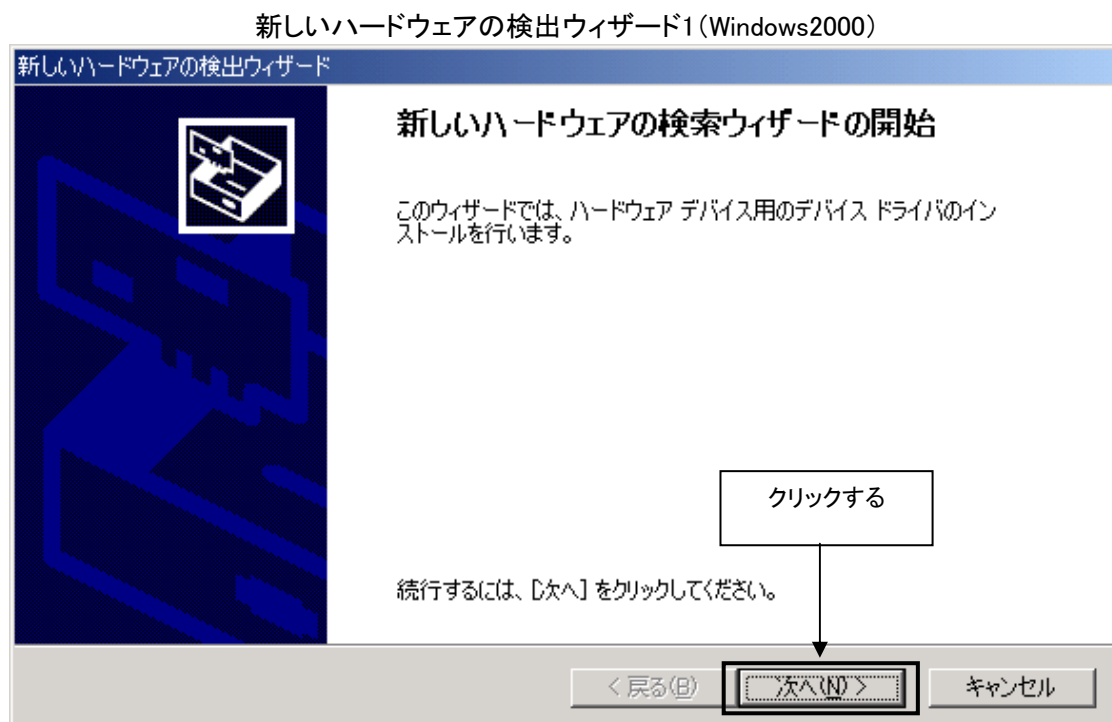 新しいハードウェアの検出ウィザード1(Windows2000)
新しいハードウェアの検出ウィザード
新しいハードウェアの検索ウィザードの開始
このウィザードでは、ハードウェア デバイス用のデバイス ドライバのイン
ストールを行います。
クリックする
続行するには、[次へ] をクリックしてください。
< 戻る(B)
次へ(N) >
キャンセル